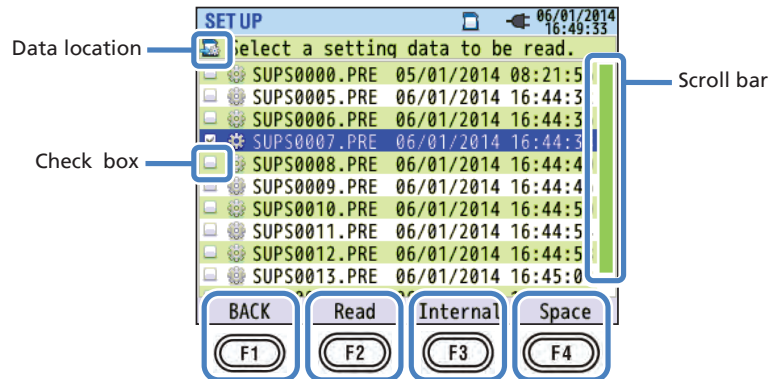 SET UP 06/01/2014
16:49:33
Data location
Select a setting data to be read.
SUPS0000.PRE 05/01/2014 08:21:5
Scroll bar
SUPS0005.PRE 06/01/2014 16:44:3
SUPS0006.PRE 06/01/2014 16:44:3
SUPS0007.PRE 06/01/2014 16:44:3
Check box
SUPS0008.PRE 06/01/2014 16:44:4
SUPS0009.PRE 06/01/2014 16:44:4
SUPS0010.PRE 06/01/2014 16:44:5
SUPS0011.PRE 06/01/2014 16:44:5
SUPS0012.PRE 06/01/2014 16:44:5
SUPS0013.PRE 06/01/2014 16:45:0
BACK Read Internal Space
F1 F2 F3 F4